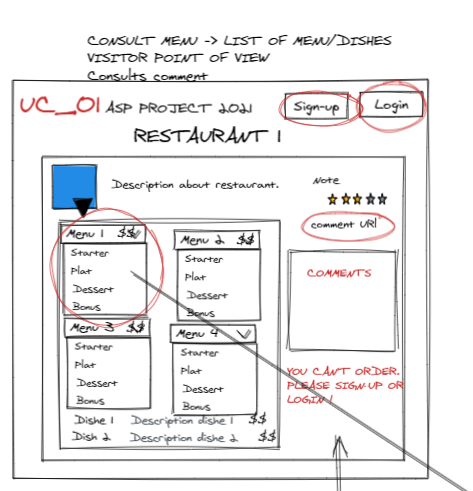 CONSULT MENU -> LIST OF MENU/DISHES
VISITOR POINT OF VIEW
Consults comment
UC_01 ASP PROJECT 2021
Sign-up
Login
RESTAURANT 1
Description about restaurant.
Note
comment URl
Menu 1 $$
Starter
Plat
Dessert
Bonus
Menu 2 $$
Starter
Plat
Dessert
Bonus
COMMENTS
Menu 3 $$
Starter
Plat
Dessert
Bonus
Menu 4
Starter
Plat
Dessert
Bonus
YOU CANT ORDER.
PLEASE SIGN-UP OR
LOGIN !
Dishe 1 Description dishe 1 $$
Dish 2 Description dishe 2 $$